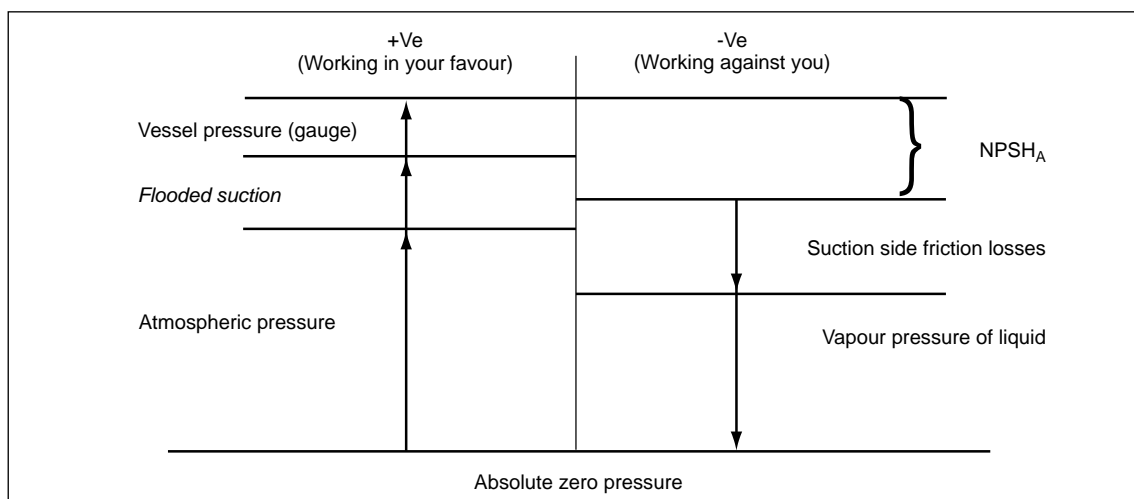 +Ve
(Working in your favour)
-Ve
(Working against you)
Vessel pressure (gauge)
NPSHA
Flooded suction
Suction side friction losses
Atmospheric pressure
Vapour pressure of liquid
Absolute zero pressure